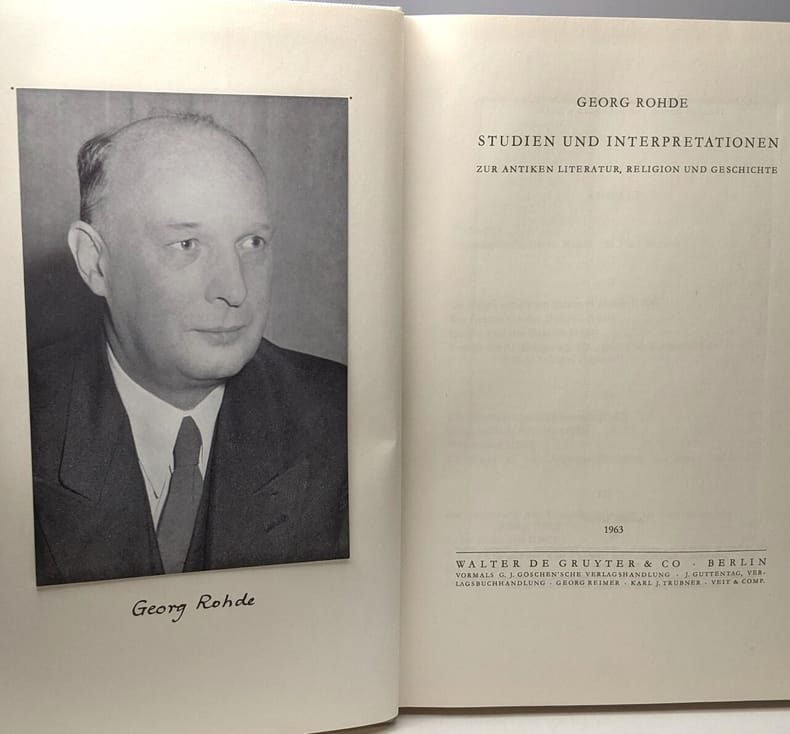 Georg Rohde
GEORG ROHDE
STUDIEN UND INTERPRETATIONEN
ZUR ANTIKEN LITERATUR, RELIGION UND GESCHICHTE
1963
WALTER DE GRUYTER & CO · BERLIN
VORMALS G. J. GÖSCHEN'SCHE VERLAGSHANDLUNG · J. GUTTENTAG, VER-
LAGSBUCHHANDLUNG · GEORG REIMER · KARL J. TRÜBNER · VEIT & COMP.